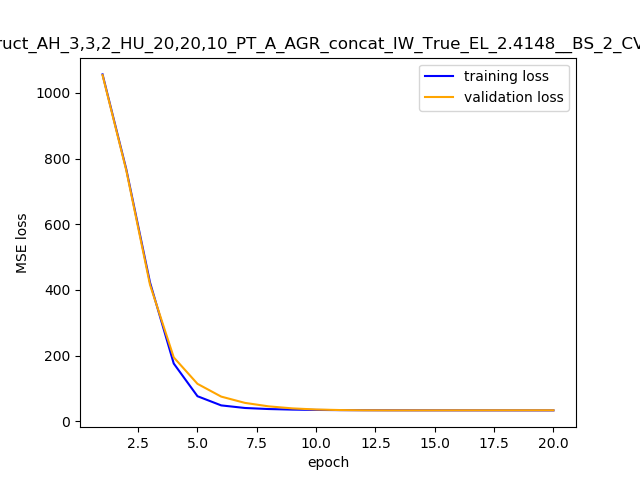 ruct_AH_3,3,2_HU_20,20,10_PT_A_AGR_concat_IW_True_EL_2.4148__BS_2_CV
training loss
validation loss
MSE loss
1000
800
600
400
200
0
2.5 5.0 7.5 10.0 12.5 15.0 17.5 20.0
epoch